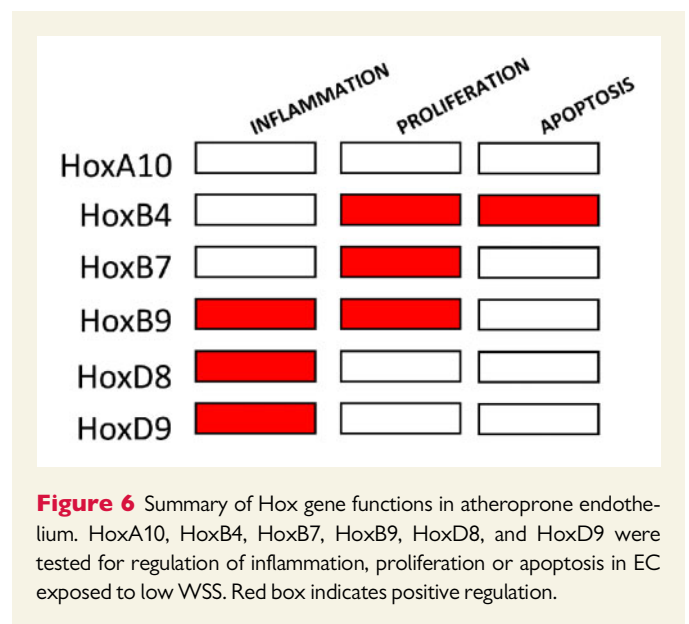 INFLAMMATION PROLIFERATION APOPTOSIS
HoxA10
HoxB4
HoxB7
HoxB9
HoxD8
HoxD9
Figure 6 Summary of Hox gene functions in atheroprone endothe-
lium. HoxA10, HoxB4, HoxB7, HoxB9, HoxD8, and HoxD9 were
tested for regulation of inflammation, proliferation or apoptosis in EC
exposed to low WSS. Red box indicates positive regulation.